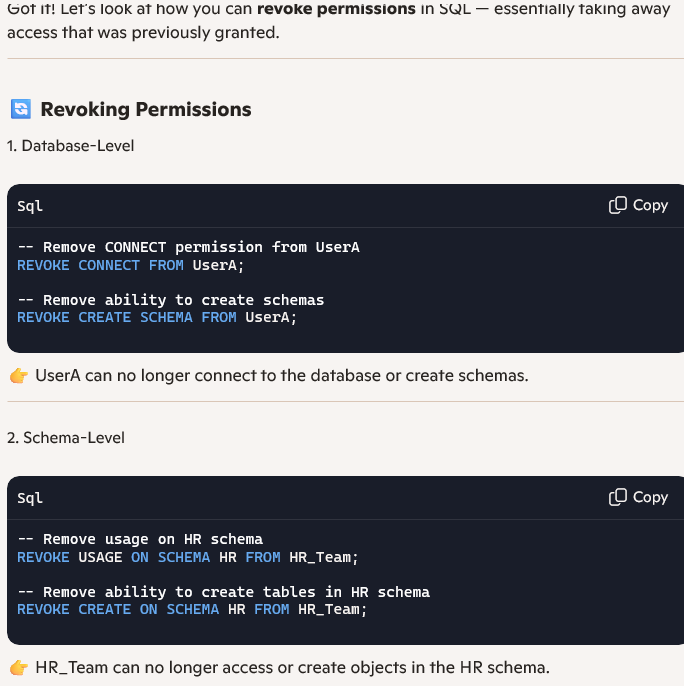 Got it! Let's look at how you can revoke permissions in SQL — essentially taking away
access that was previously granted.
Revoking Permissions
1. Database-Level
Sql
Copy
-- Remove CONNECT permission from UserA
REVOKE CONNECT FROM UserA;
-- Remove ability to create schemas
REVOKE CREATE SCHEMA FROM UserA;
👉 UserA can no longer connect to the database or create schemas.
2. Schema-Level
Sql
Copy
-- Remove usage on HR schema
REVOKE USAGE ON SCHEMA HR FROM HR_Team;
-- Remove ability to create tables in HR schema
REVOKE CREATE ON SCHEMA HR FROM HR_Team;
👉 HR_Team can no longer access or create objects in the HR schema.